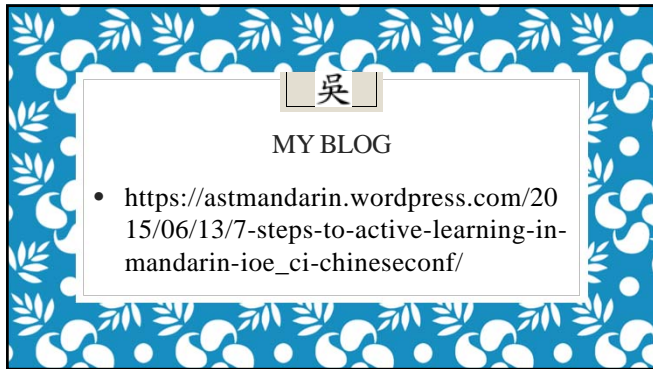 吳
MY BLOG
• https://astmandarin.wordpress.com/20
15/06/13/7-steps-to-active-learning-in-
mandarin-ioe_ci-chineseconf/